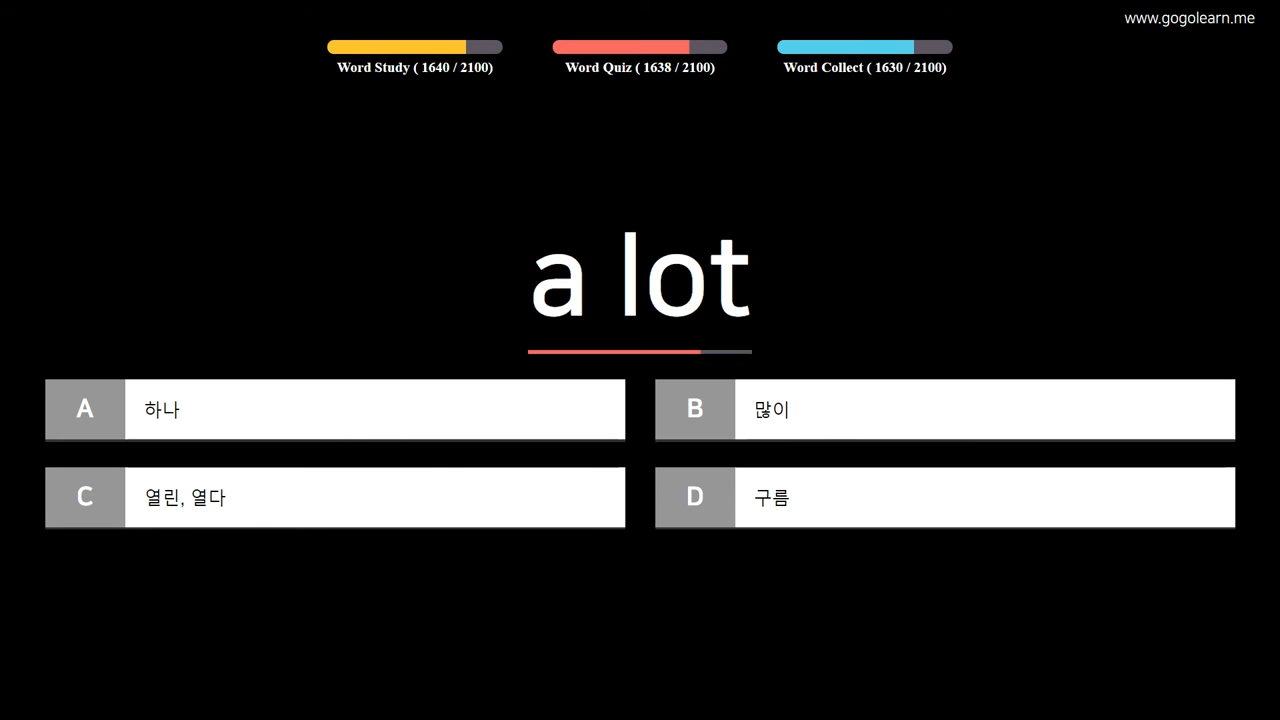 www.gogolearn.me
Word Study ( 1640 / 2100)
Word Quiz ( 1638 / 2100)
Word Collect ( 1630 / 2100)
a lot
A 하나
B 많이
C 열린, 열다
D 구름